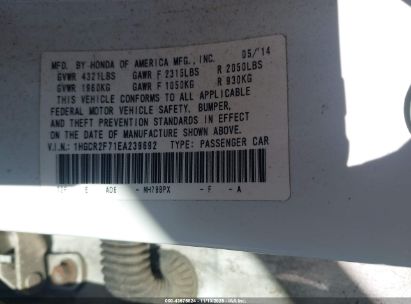 MFD. BY HONDA OF AMERICA MFG., INC. 05/14
GVWR 4321LBS GAWR F 2315LBS R 2050LBS
GVWR 1960KG GAWR F 1050KG R 930KG
THIS VEHICLE CONFORMS TO ALL APPLICABLE
FEDERAL MOTOR VEHICLE SAFETY, BUMPER,
AND THEFT PREVENTION STANDARDS IN EFFECT
ON THE DATE OF MANUFACTURE SHOWN ABOVE.
V.I.N.: 1HGCR2F71EA239692 TYPE: PASSENGER CAR
E ADE - NH788PX - F - A